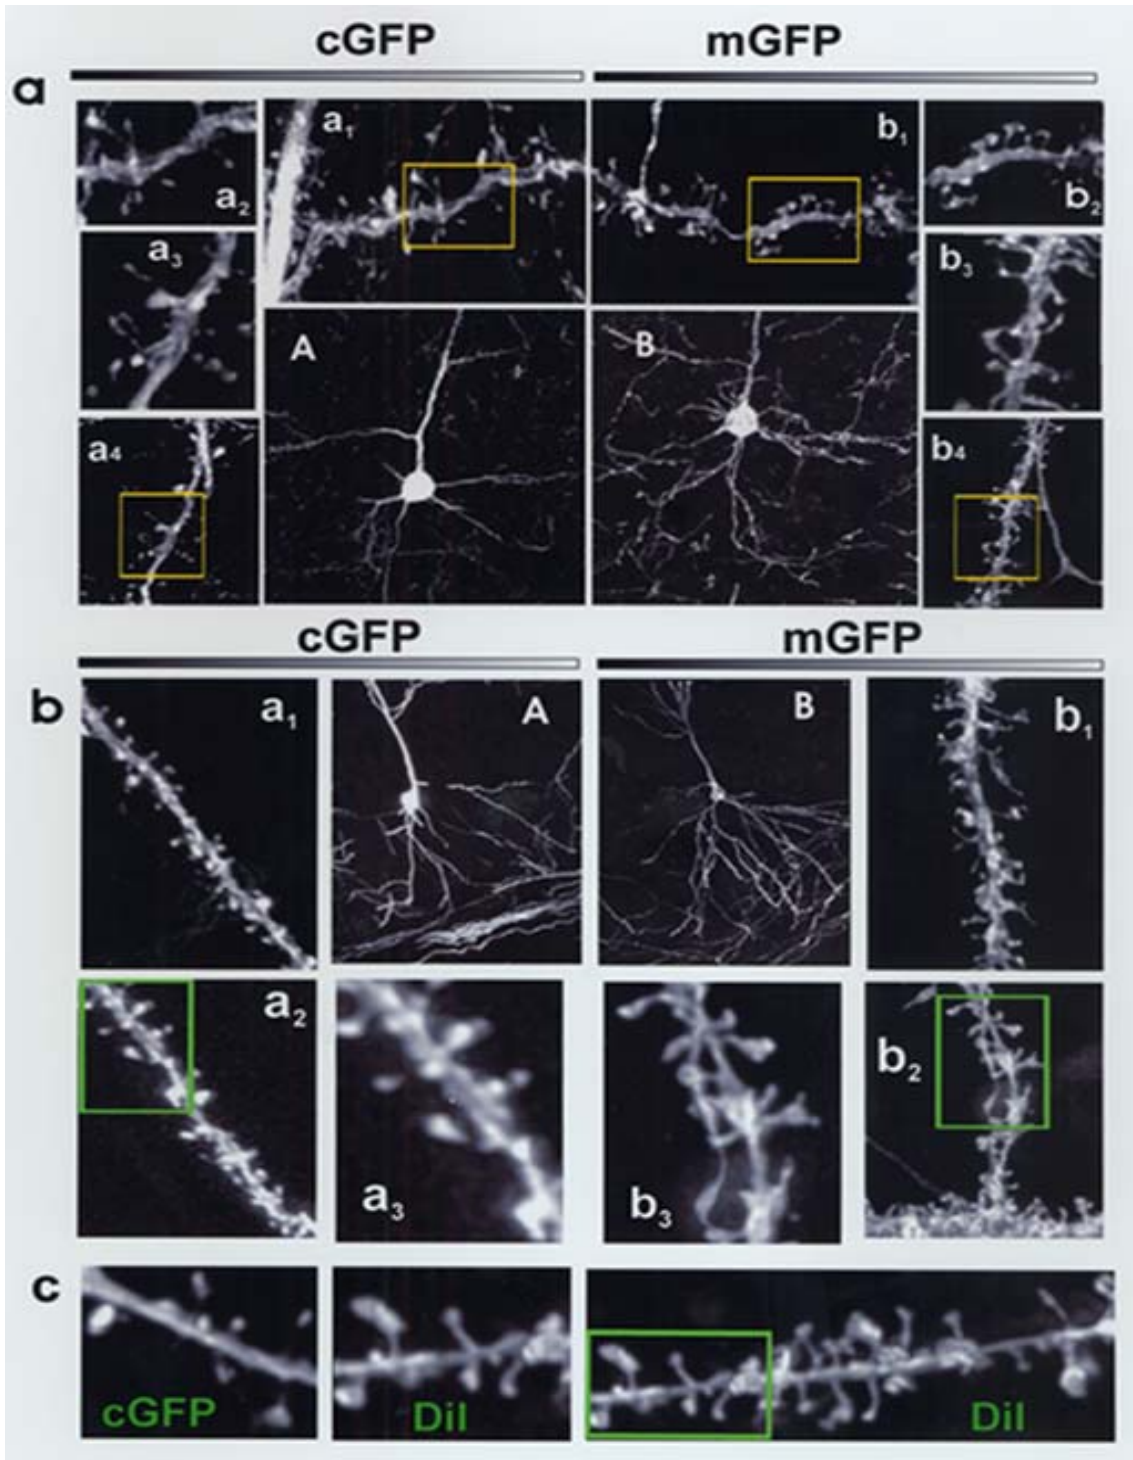 cGFP mGFP
a
a1 b1
a2 b2
a3 b3
A B
a4 b4
cGFP mGFP
b
a1 A B b1
a2 b2
a3 b3
c
cGFP DiI DiI